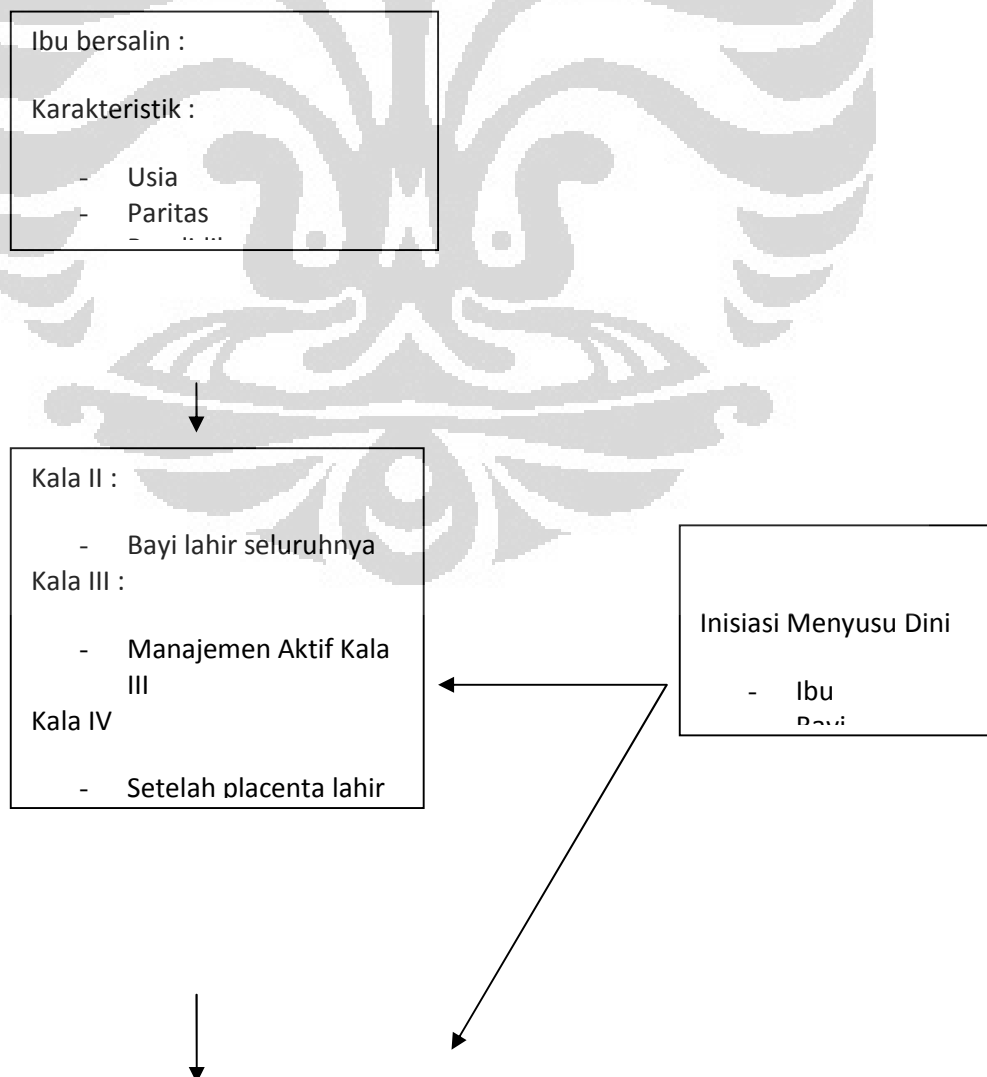 Ibu bersalin :
Karakteristik :
- Usia
- Paritas
Kala II :
- Bayi lahir seluruhnya
Kala III :
- Manajemen Aktif Kala
III
Kala IV
- Setelah placenta lahir
Inisiasi Menyusu Dini
- Ibu